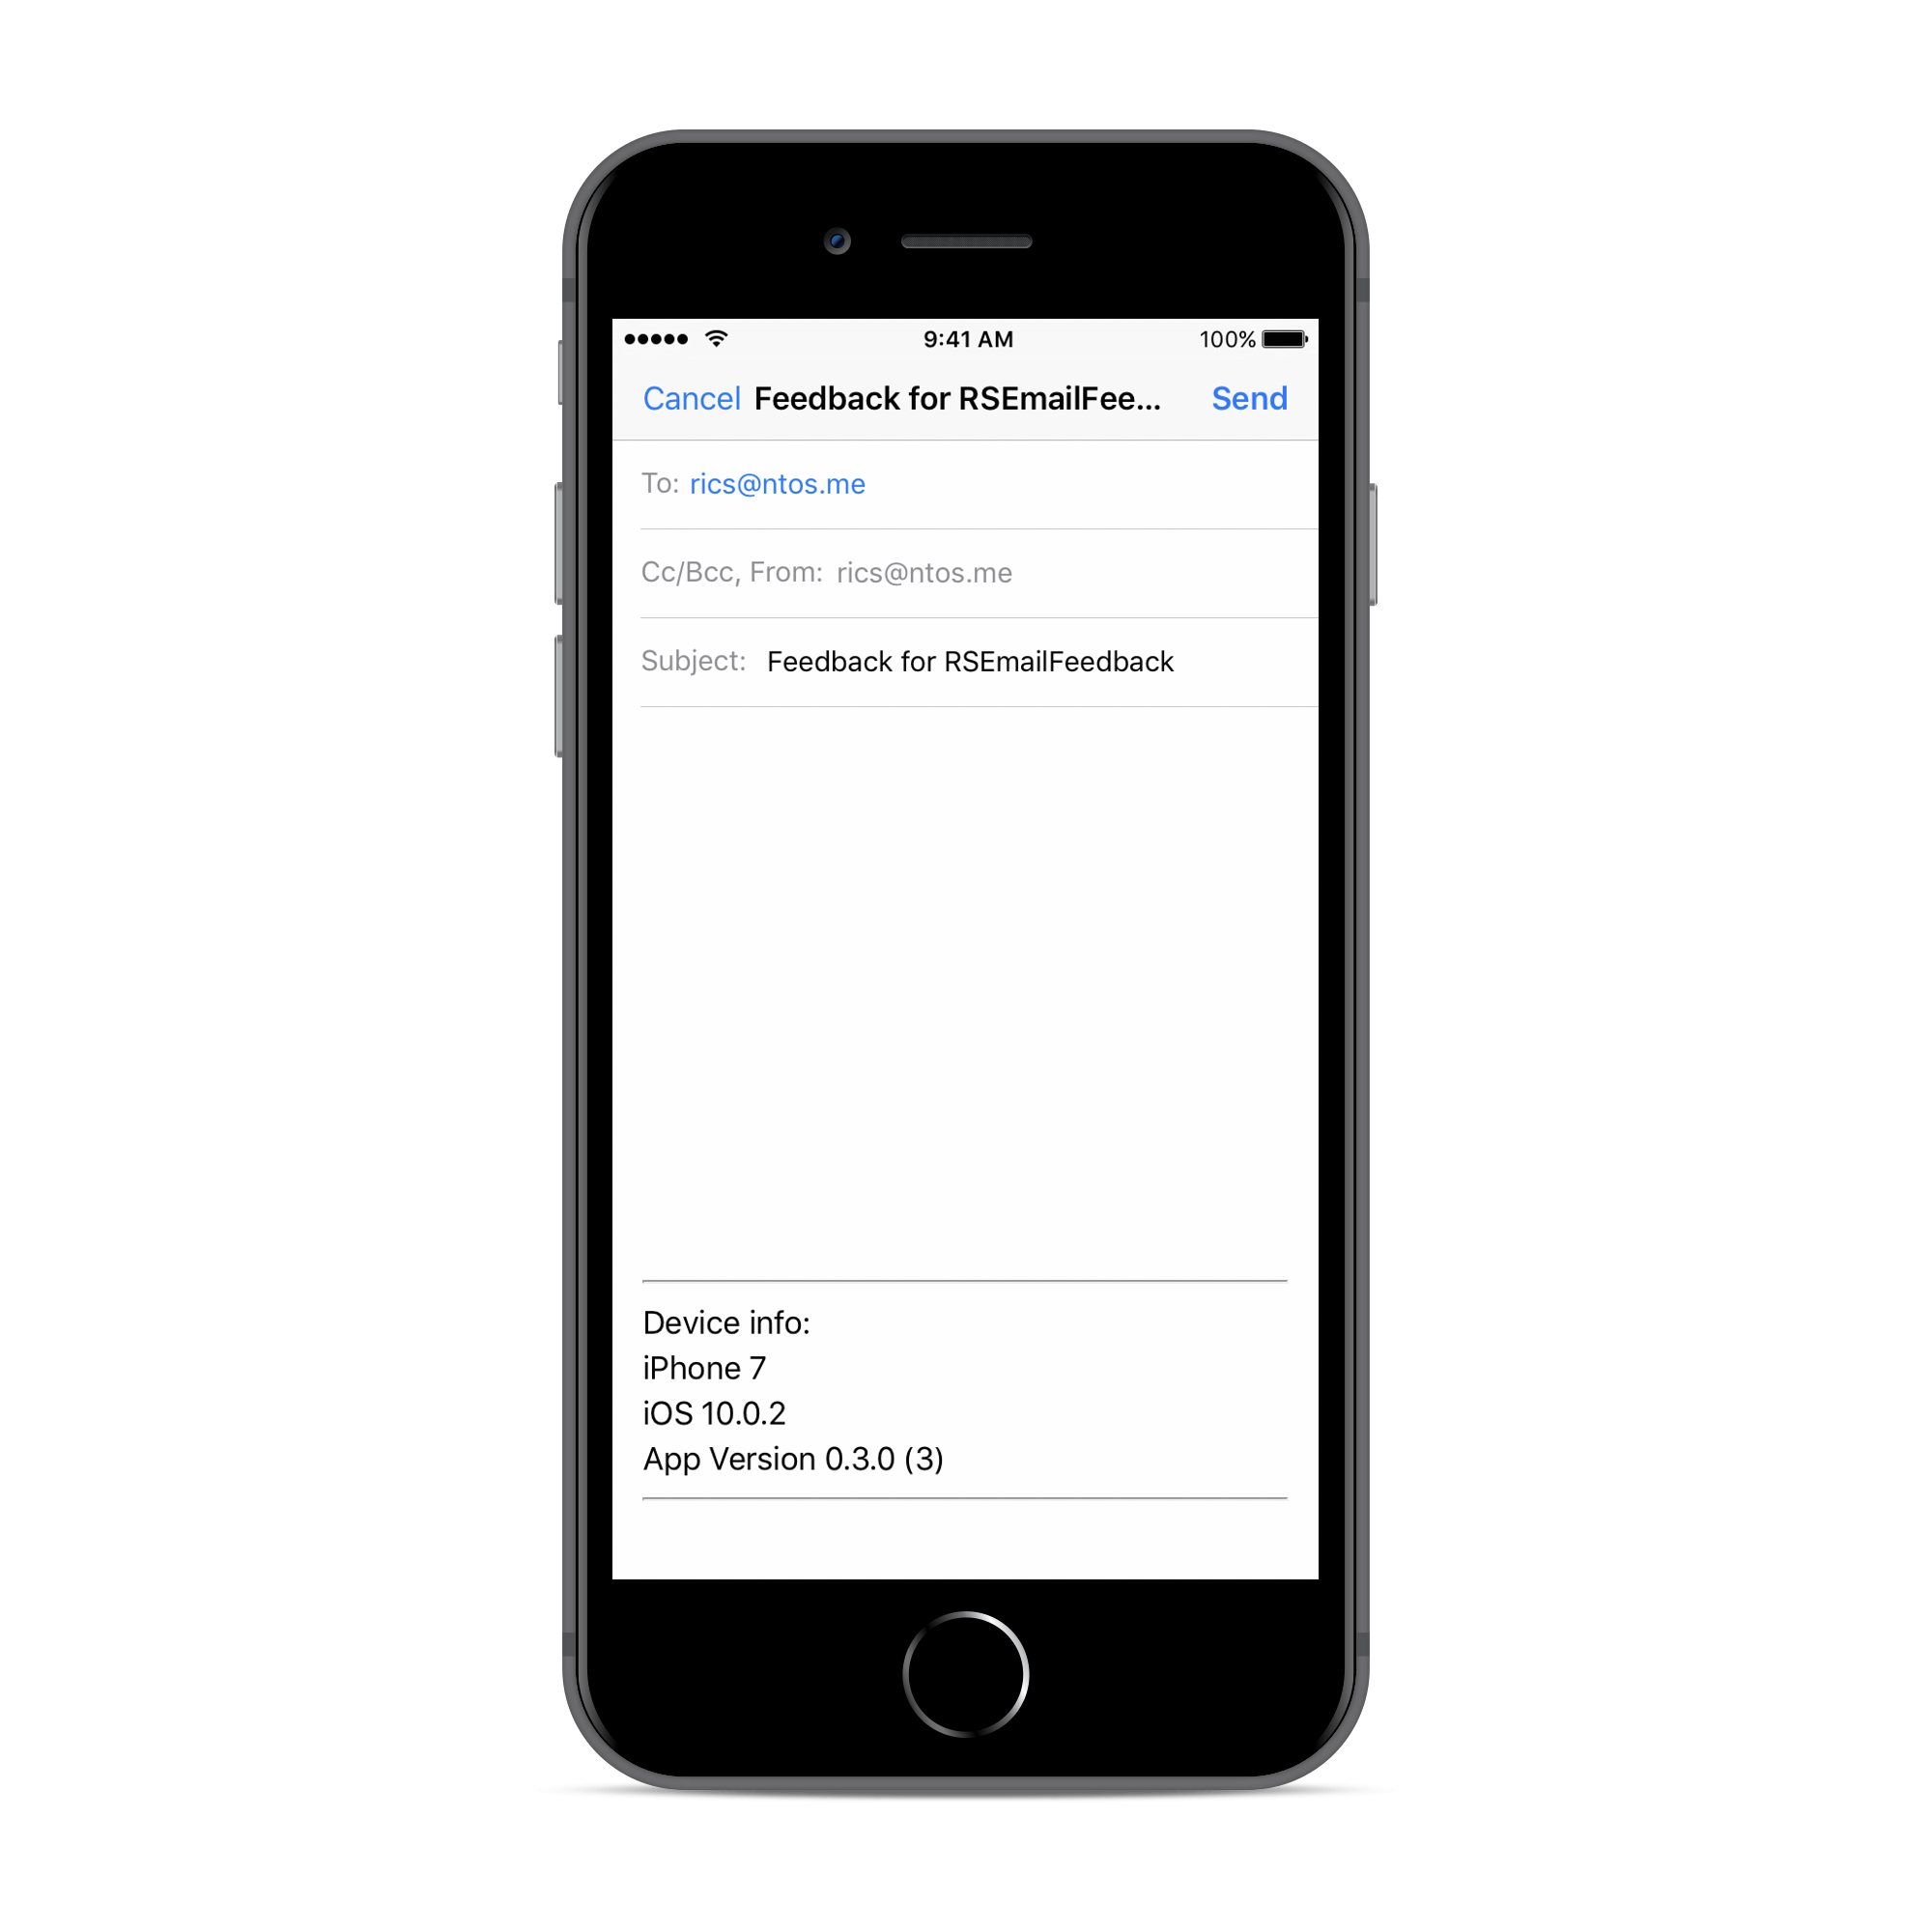 9:41 AM 100%
Cancel Feedback for RSEmailFee... Send
To: rics@ntos.me
Cc/Bcc, From: rics@ntos.me
Subject: Feedback for RSEmailFeedback
Device info:
iPhone 7
iOS 10.0.2
App Version 0.3.0 (3)